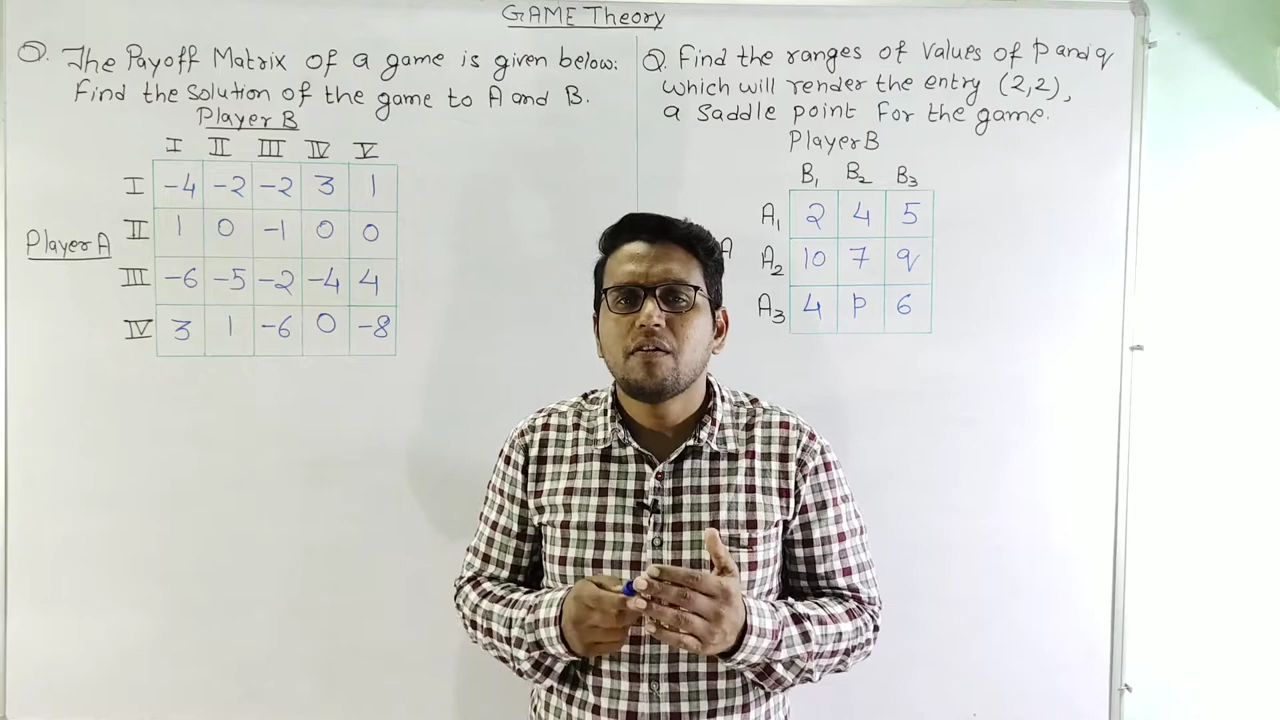 GAME Theory
Q. The Payoff Matrix of a game is given below.
Find the solution of the game to A and B.
Player B
I II III IV V
I -4 -2 -2 3 1
II 1 0 -1 0 0
Player A
III -6 -5 -2 -4 4
IV 3 1 -6 0 -8
Q. Find the ranges of values of p and q
which will render the entry (2,2),
a saddle point for the game.
Player B
B1 B2 B3
A1 2 4 5
A
A2 10 7 q
A3 4 p 6